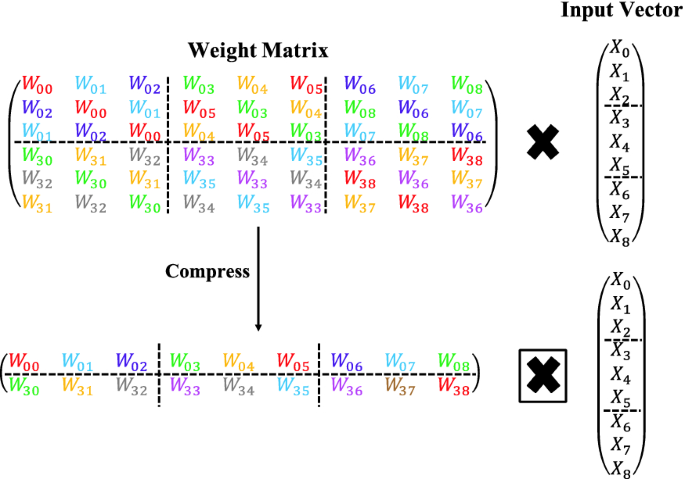 Input Vector
Weight Matrix
W₀₀ W₀₁ W₀₂ W₀₃ W₀₄ W₀₅ W₀₆ W₀₇ W₀₈
W₀₂ W₀₀ W₀₁ W₀₅ W₀₃ W₀₄ W₀₈ W₀₆ W₀₇
W₀₁ W₀₂ W₀₀ W₀₄ W₀₅ W₀₃ W₀₇ W₀₈ W₀₆
W₃₀ W₃₁ W₃₂ W₃₃ W₃₄ W₃₅ W₃₆ W₃₇ W₃₈
W₃₂ W₃₀ W₃₁ W₃₅ W₃₃ W₃₄ W₃₈ W₃₆ W₃₇
W₃₁ W₃₂ W₃₀ W₃₄ W₃₅ W₃₃ W₃₇ W₃₈ W₃₆
X₀
X₁
X₂
X₃
X₄
X₅
X₆
X₇
X₈
Compress
W₀₀ W₀₁ W₀₂ W₀₃ W₀₄ W₀₅ W₀₆ W₀₇ W₀₈
W₃₀ W₃₁ W₃₂ W₃₃ W₃₄ W₃₅ W₃₆ W₃₇ W₃₈
X₀
X₁
X₂
X₃
X₄
X₅
X₆
X₇
X₈